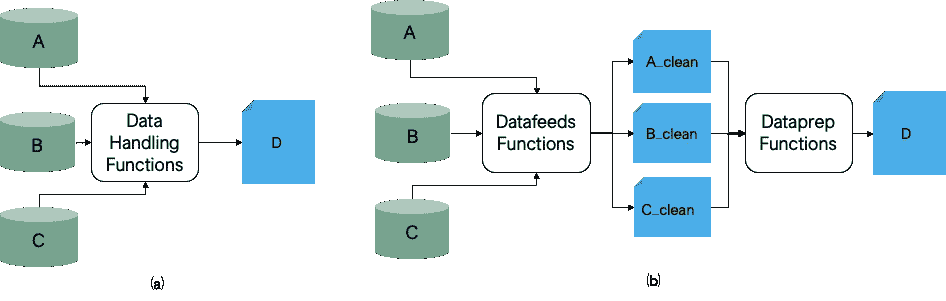 A
B
C
Data
Handling
Functions
D
(a)
A
B
C
Datafeeds
Functions
A_clean
B_clean
C_clean
Dataprep
Functions
D
(b)